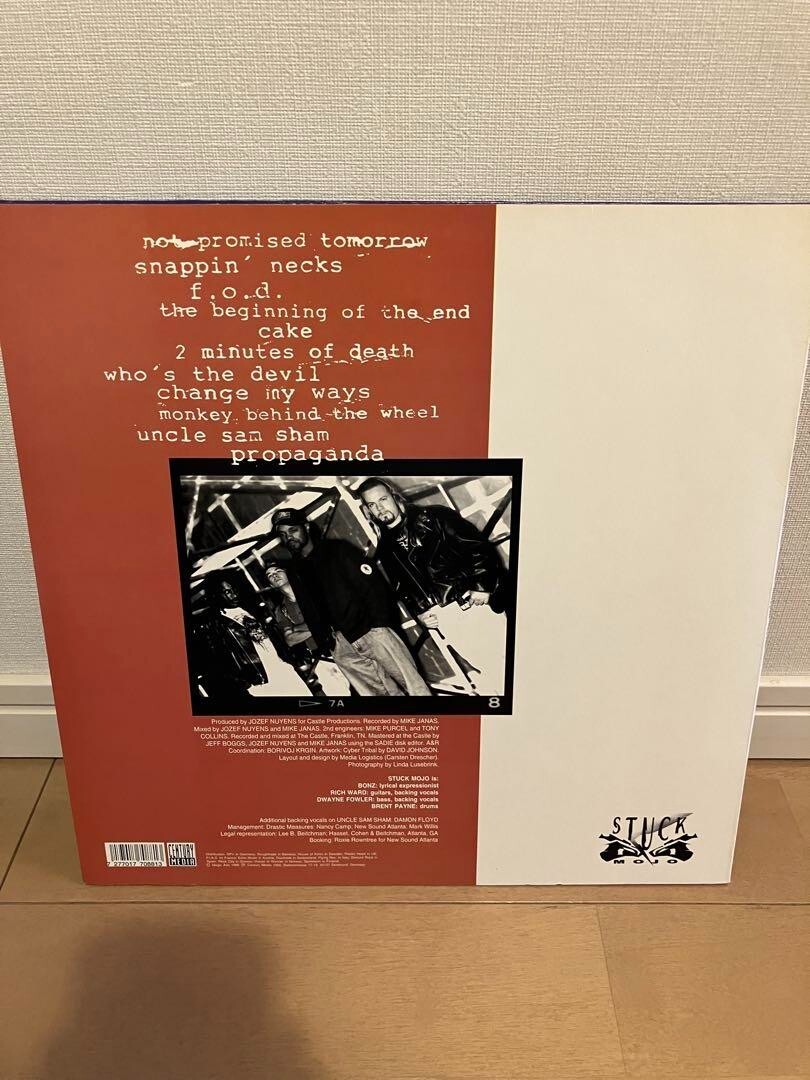 not promised tomorrow
snappin' necks
f.o.d.
the beginning of the end
cake
2 minutes of death
who's the devil
change my ways
monkey behind the wheel
uncle sam sham
propaganda
7A
8
Produced by JOZEF NUYENS for Castle Productions. Recorded by MIKE JANAS.
Mixed by JOZEF NUYENS and MIKE JANAS. 2nd engineers: MIKE PURCEL and TONY
COLLINS. Recorded and mixed at The Castle, Franklin, TN. Mastered at the Castle by
JEFF BOGGS, JOZEF NUYENS and MIKE JANAS using the SADIE disk editor. A&R
Coordination: BORIVOJ KRGIN. Artwork: Cyber Tribal by DAVID JOHNSON.
Layout and design by Media Logistics (Carsten Drescher).
Photography by Linda Lusebrink.
STUCK MOJO is:
BONZ: lyrical expressionist
RICH WARD: guitars, backing vocals
DWAYNE FOWLER: bass, backing vocals
BRENT PAYNE: drums
Additional backing vocals on UNCLE SAM SHAM: DAMON FLOYD
Management: Drastic Measures: Nancy Camp, New Sound Atlanta: Mark Willis
Legal representation: Lee B. Beitchman; Hassel, Cohen & Beitchman, Atlanta, GA
Booking: Roxie Rowntree for New Sound Atlanta
7 277017 708813
CENTURY
MEDIA
STUCK
MOJO